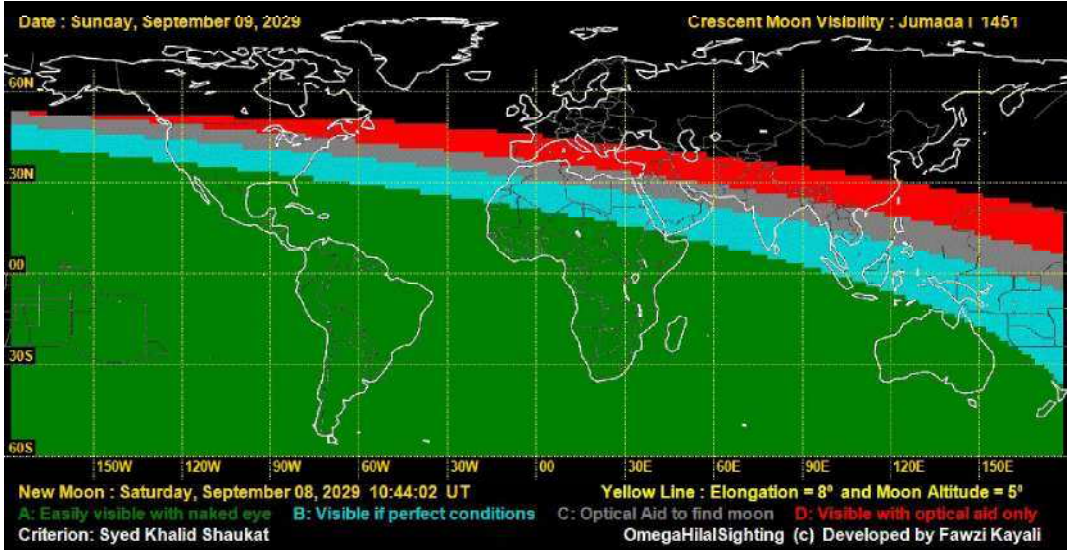 Date : Sunday, September 09, 2029
Crescent Moon Visibility : Jumada I 1451
60N
30N
00
30S
60S
150W 120W 90W 60W 30W 00 30E 60E 90E 120E 150E
New Moon : Saturday, September 08, 2029 10:44:02 UT
Yellow Line : Elongation = 8º and Moon Altitude = 5º
A: Easily visible with naked eye
B: Visible if perfect conditions
C: Optical Aid to find moon
D: Visible with optical aid only
Criterion: Syed Khalid Shaukat
OmegaHilalSighting (c) Developed by Fawzi Kayali